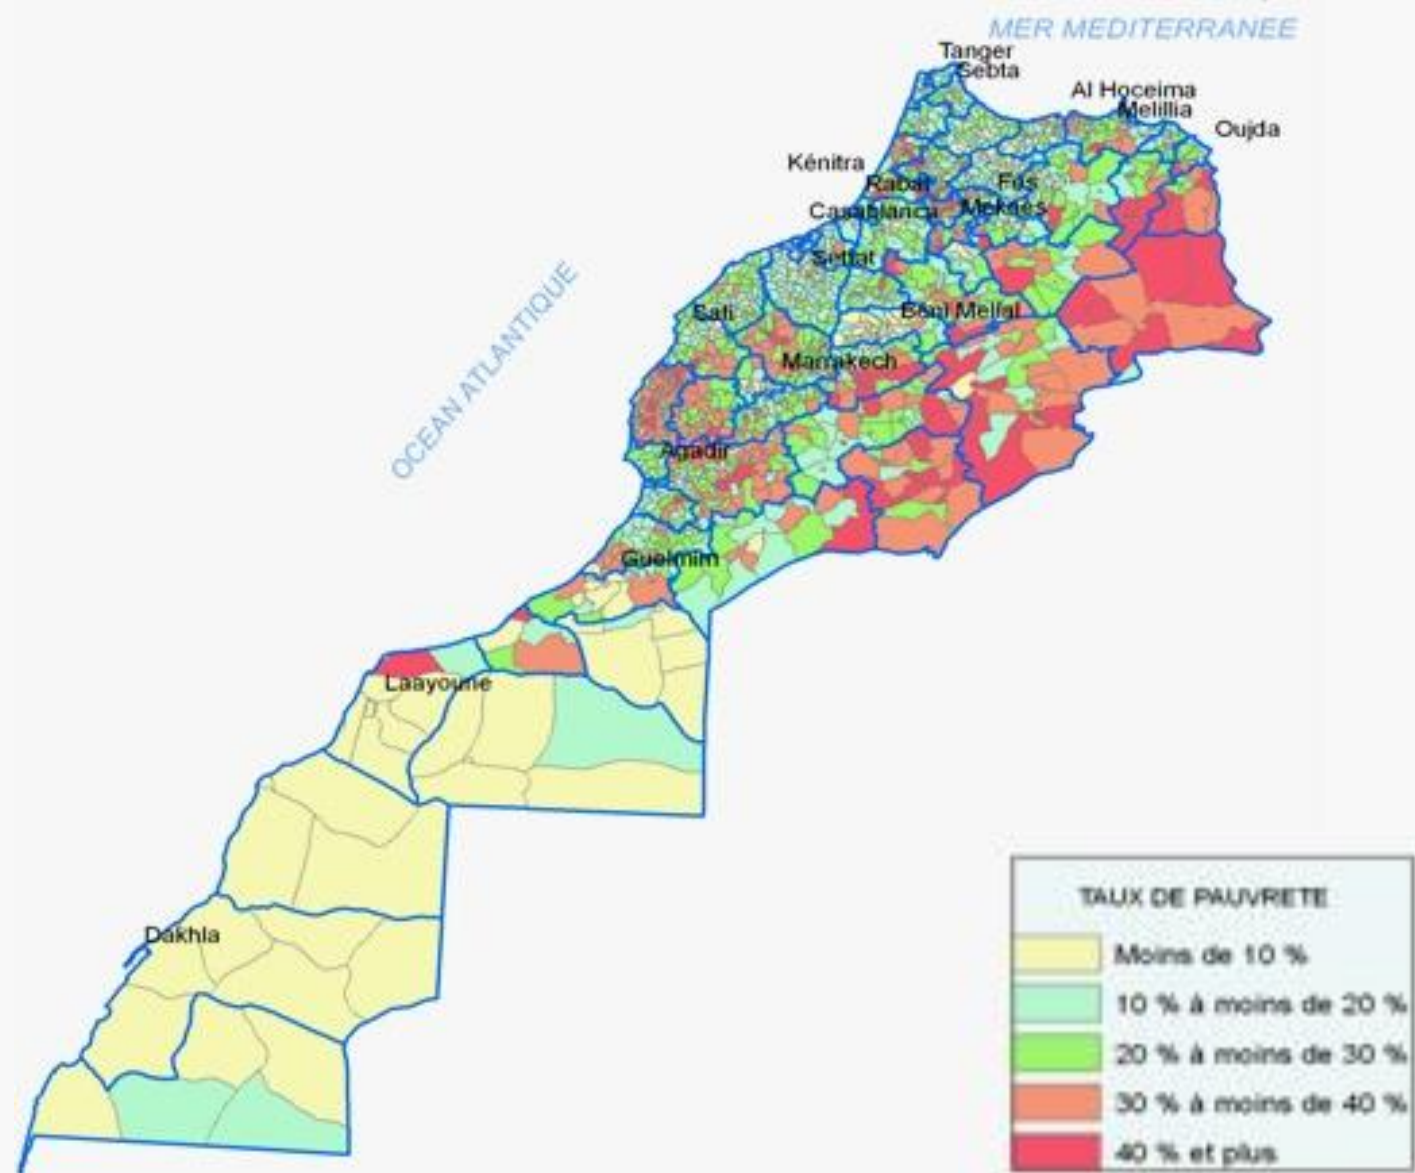 MER MEDITERRANEE
Tanger
Sebta
Al Hoceima
Melillia
Oujda
Kénitra
Rabat
Fès
Casablanca
Meknès
Settat
OCEAN ATLANTIQUE
Safi
Béni Mellal
Marrakech
Agadir
Guelmim
Laayoune
Dakhla
TAUX DE PAUVRETE
Moins de 10 %
10 % à moins de 20 %
20 % à moins de 30 %
30 % à moins de 40 %
40 % et plus